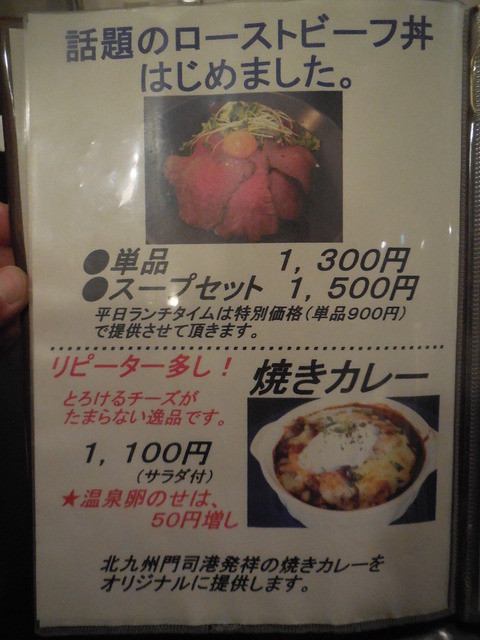 話題のローストビーフ丼
はじめました。
●単品 1,300円
●スープセット 1,500円
平日ランチタイムは特別価格(単品900円)
で提供させて頂きます。
リピーター多し!
焼きカレー
とろけるチーズが
たまらない逸品です。
1,100円
(サラダ付)
★温泉卵のせは、
50円増し
北九州門司港発祥の焼きカレーを
オリジナルに提供します。